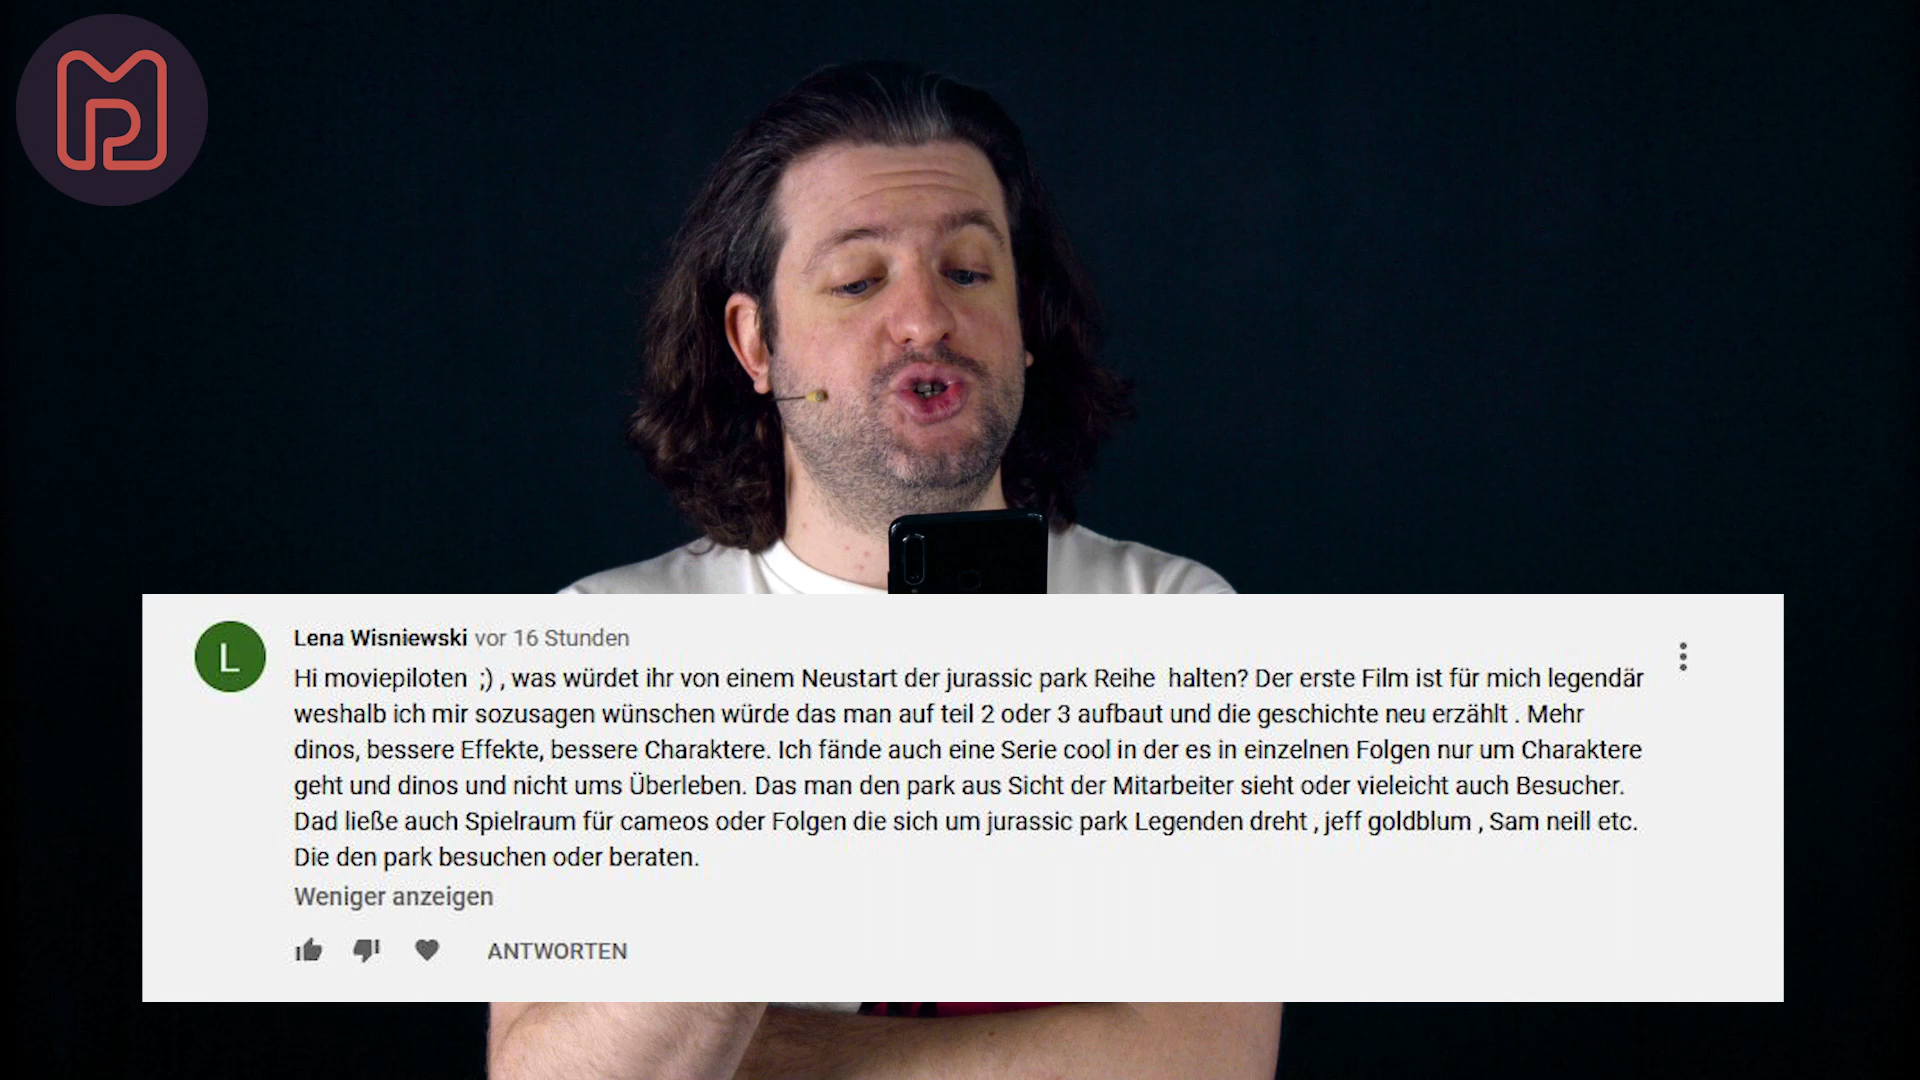 MP
Lena Wisniewski vor 16 Stunden
L
Hi moviepiloten ;) , was würdet ihr von einem Neustart der jurassic park Reihe halten? Der erste Film ist für mich legendär
weshalb ich mir sozusagen wünschen würde das man auf teil 2 oder 3 aufbaut und die geschichte neu erzählt . Mehr
dinos, bessere Effekte, bessere Charaktere. Ich fände auch eine Serie cool in der es in einzelnen Folgen nur um Charaktere
geht und dinos und nicht ums Überleben. Das man den park aus Sicht der Mitarbeiter sieht oder vieleicht auch Besucher.
Dad ließe auch Spielraum für cameos oder Folgen die sich um jurassic park Legenden dreht , jeff goldblum , Sam neill etc.
Die den park besuchen oder beraten.
Weniger anzeigen
ANTWORTEN